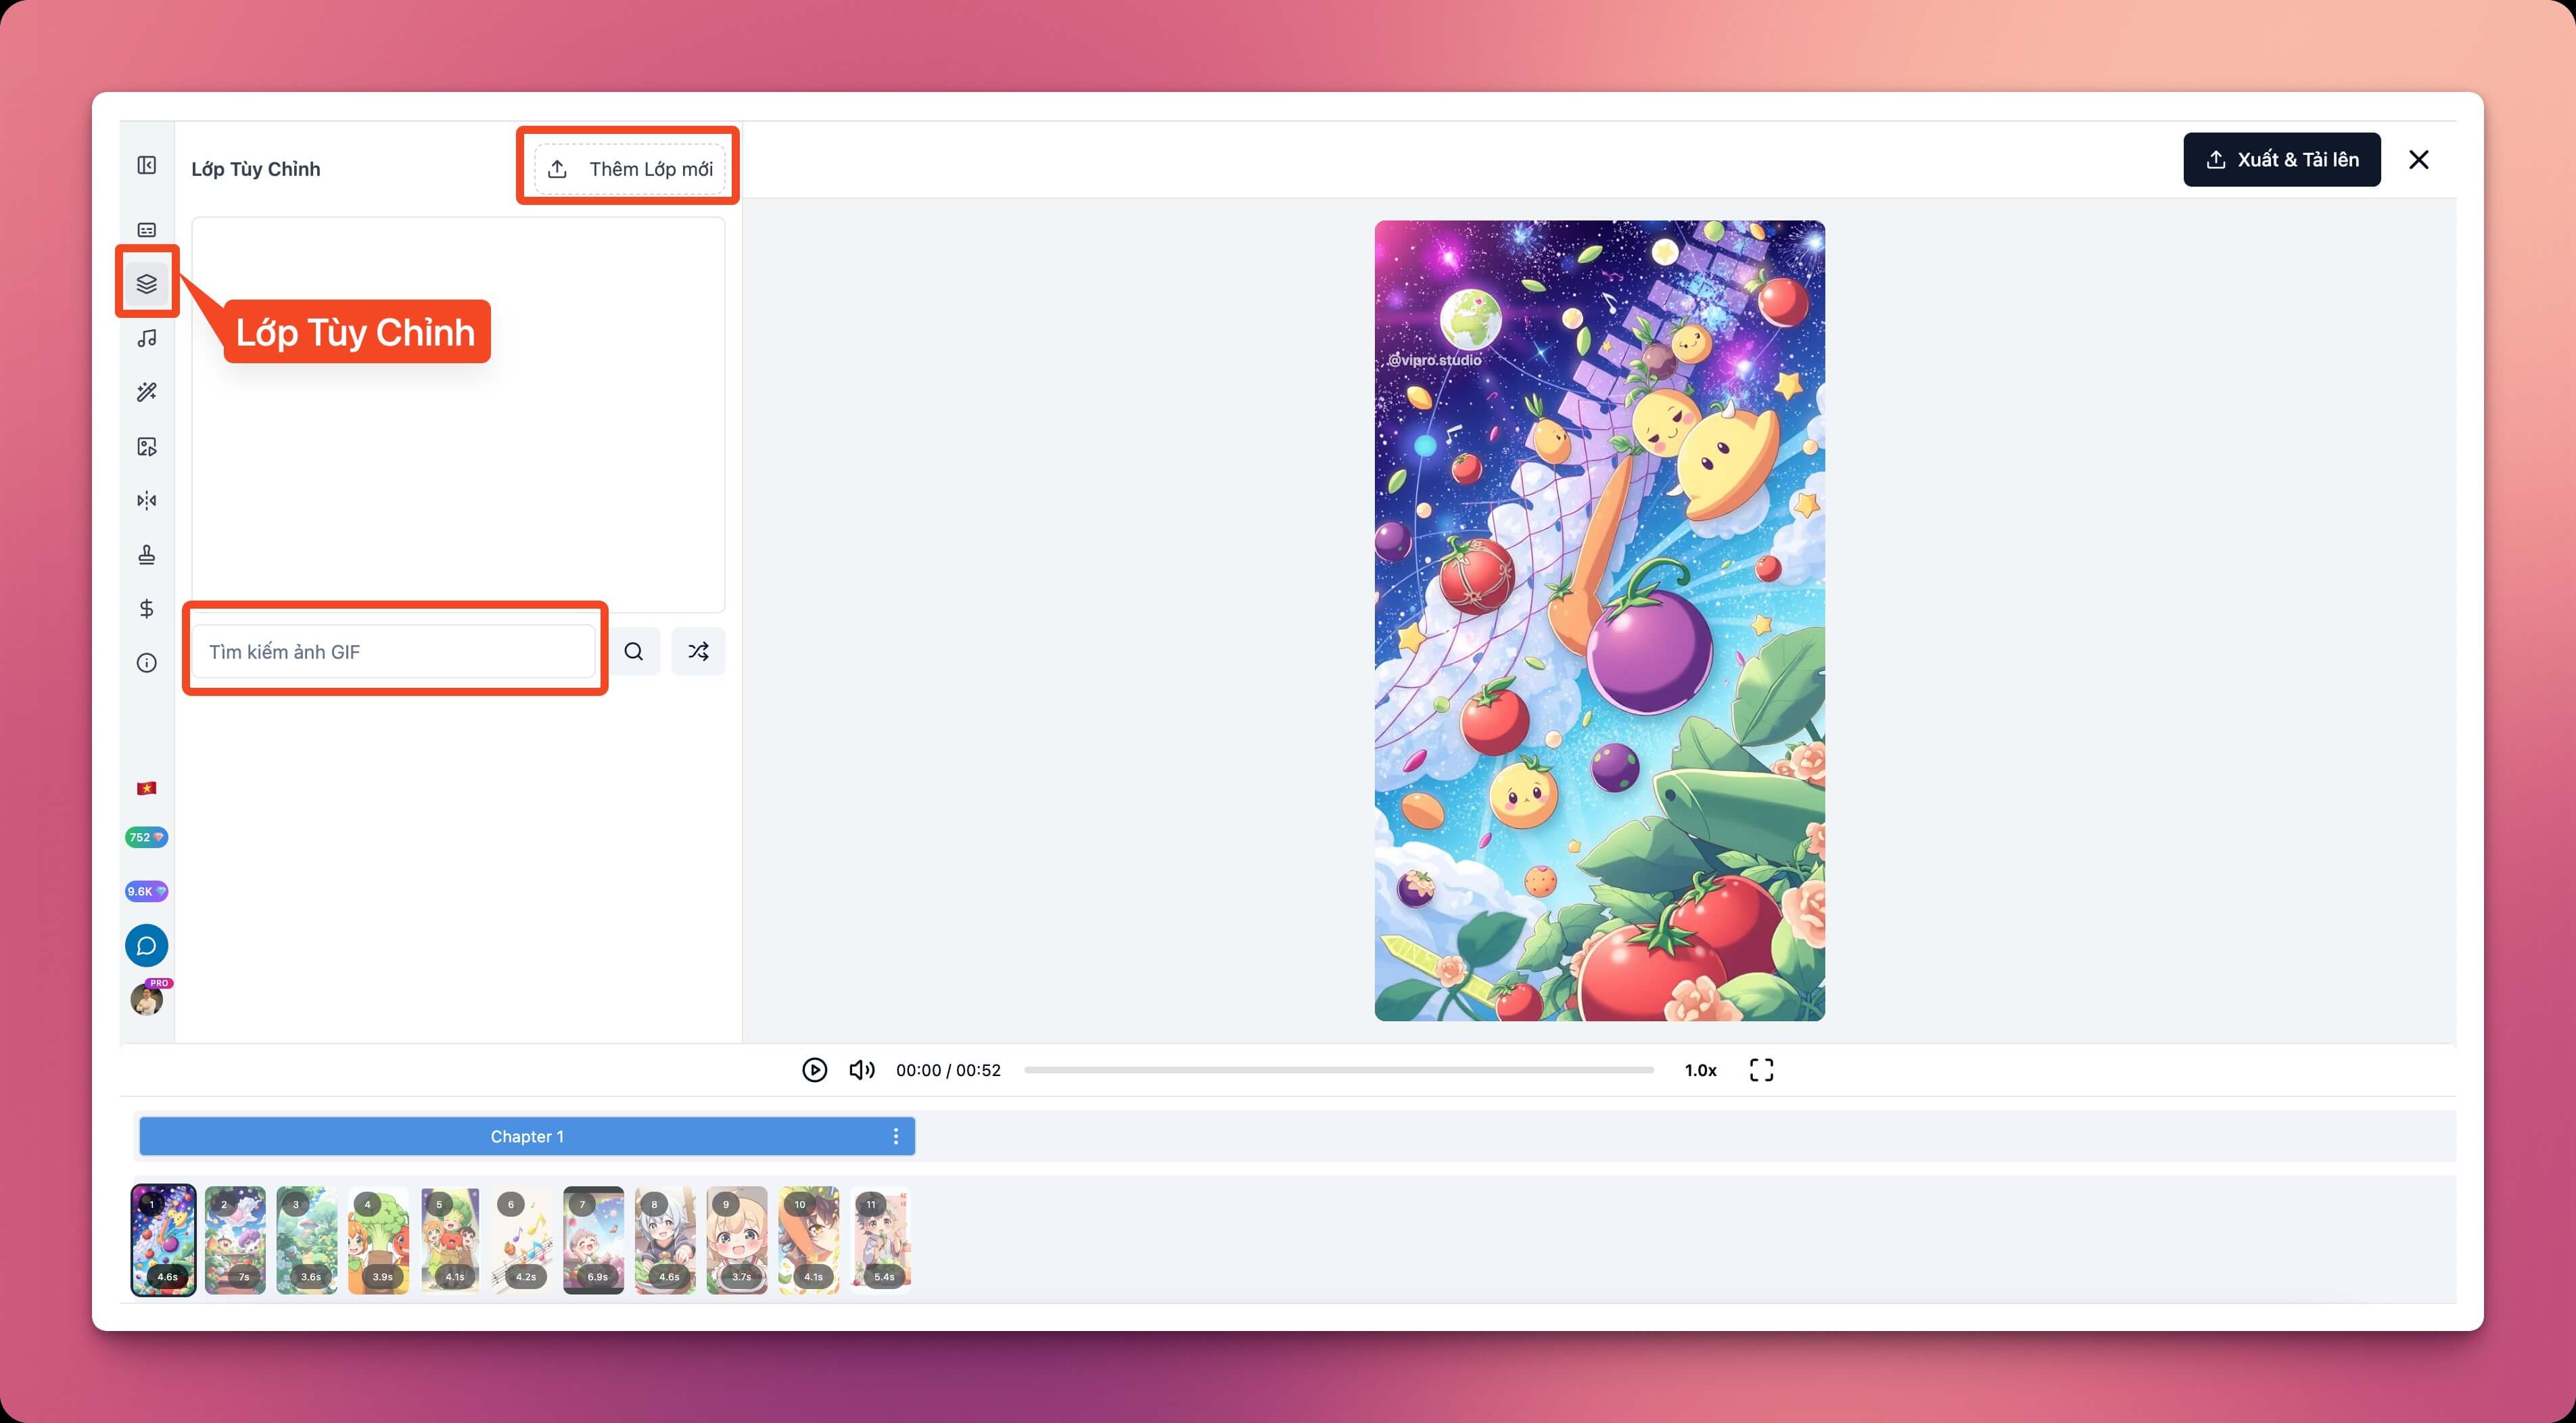 Lớp Tùy Chỉnh
Thêm Lớp mới
Xuất & Tải lên
Lớp Tùy Chỉnh
@vipro.studio
Tìm kiếm ảnh GIF
752
9.6K
PRO
00:00 / 00:52
1.0x
Chapter 1
1 2 3 4 5 6 7 8 9 10 11
4.6s 7s 3.6s 3.9s 4.1s 4.2s 6.9s 4.6s 3.7s 4.1s 5.4s